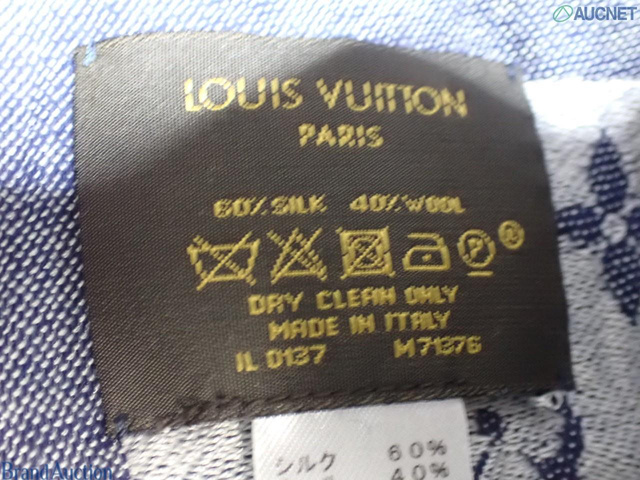 AUCNET
LOUIS VUITTON
PARIS
60% SILK 40% WOOL
P ®
DRY CLEAN ONLY
MADE IN ITALY
IL 0137 M71376
シルク 60%
40%
Brand Auction